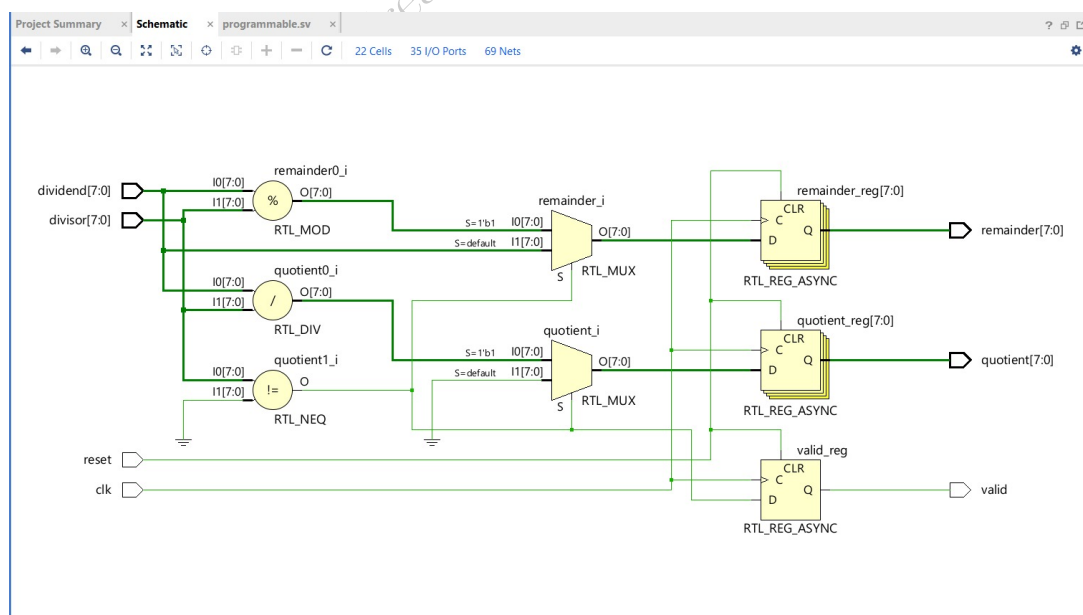 Project Summary × Schematic × programmable.sv ×
?
22 Cells 35 I/O Ports 69 Nets
remainder0_i
dividend[7:0]
I0[7:0]
I1[7:0]
%
O[7:0]
RTL_MOD
divisor[7:0]
quotient0_i
I0[7:0]
I1[7:0]
/
O[7:0]
RTL_DIV
quotient1_i
I0[7:0]
I1[7:0]
!=
O
RTL_NEQ
reset
clk
remainder_i
S=1'b1 I0[7:0]
S=default I1[7:0]
O[7:0]
S
RTL_MUX
quotient_i
S=1'b1 I0[7:0]
S=default I1[7:0]
O[7:0]
S
RTL_MUX
remainder_reg[7:0]
CLR
C
D
Q
RTL_REG_ASYNC
remainder[7:0]
quotient_reg[7:0]
CLR
C
D
Q
RTL_REG_ASYNC
quotient[7:0]
valid_reg
CLR
C
D
Q
RTL_REG_ASYNC
valid